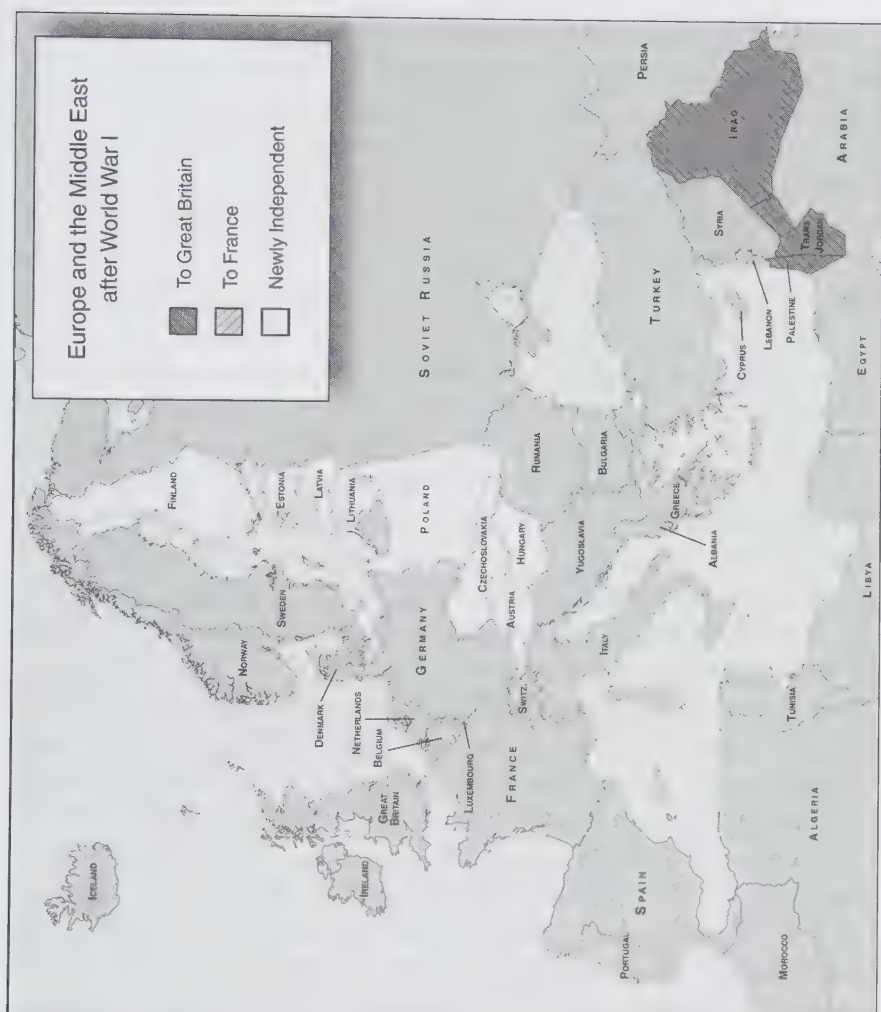 Europe and the Middle East
after World War I
To Great Britain
To France
Newly Independent
ICELAND
NORWAY
SWEDEN
FINLAND
ESTONIA
LATVIA
LITHUANIA
SOVIET RUSSIA
DENMARK
NETHERLANDS
BELGIUM
IRELAND
GREAT
BRITAIN
LUXEMBOURG
GERMANY
POLAND
CZECHOSLOVAKIA
FRANCE
SWITZ.
AUSTRIA
HUNGARY
RUMANIA
PORTUGAL
SPAIN
ITALY
YUGOSLAVIA
BULGARIA
ALBANIA
GREECE
TURKEY
PERSIA
SYRIA
IRAQ
CYPRUS
LEBANON
PALESTINE
TRANS
JORDAN
ARABIA
MOROCCO
ALGERIA
TUNISIA
LIBYA
EGYPT